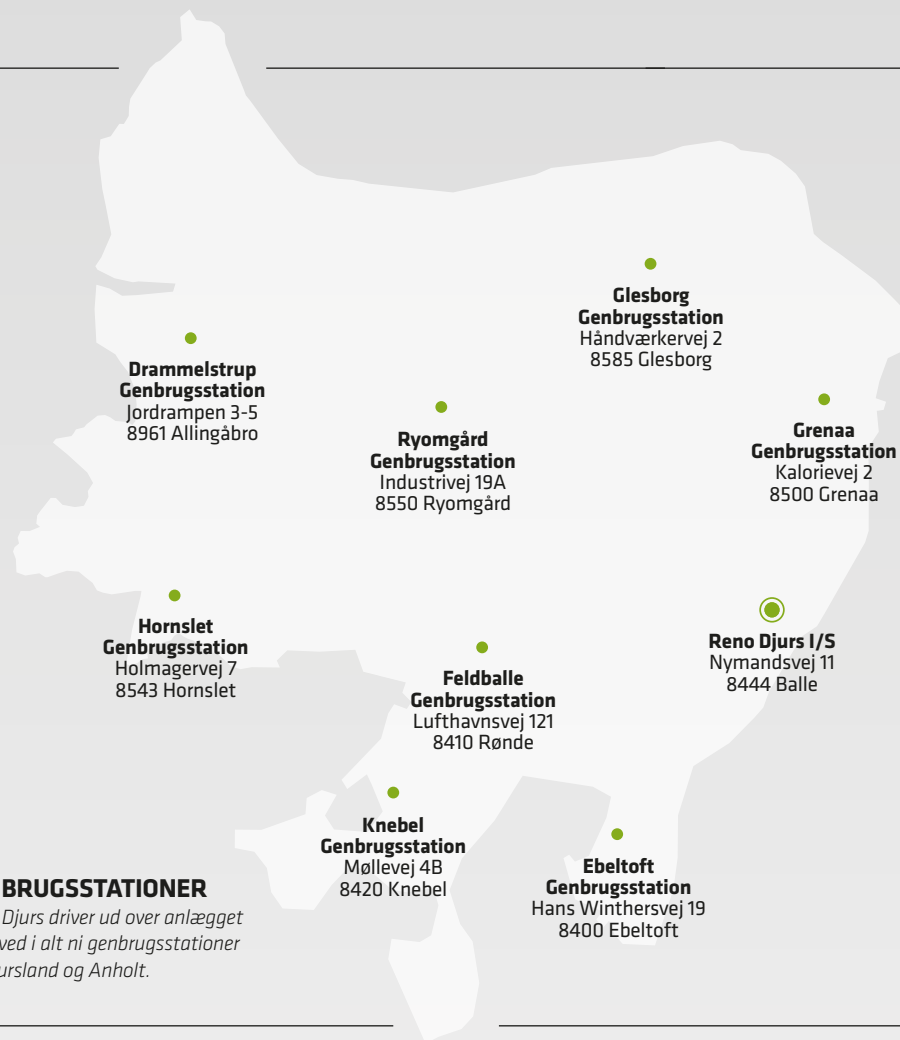 Glesborg
Genbrugsstation
Håndværkervej 2
8585 Glesborg
Drammelstrup
Genbrugsstation
Jordrampen 3-5
8961 Allingåbro
Ryomgård
Genbrugsstation
Industrivej 19A
8550 Ryomgård
Grenaa
Genbrugsstation
Kalorievej 2
8500 Grenaa
Hornslet
Genbrugsstation
Holmagervej 7
8543 Hornslet
Feldballe
Genbrugsstation
Lufthavnsvej 121
8410 Rønde
Reno Djurs I/S
Nymandsvej 11
8444 Balle
Knebel
Genbrugsstation
Møllevej 4B
8420 Knebel
Ebeltoft
Genbrugsstation
Hans Winthersvej 19
8400 Ebeltoft
BRUGSSTATIONER
Djurs driver ud over anlægget
ved i alt ni genbrugsstationer
ursland og Anholt.